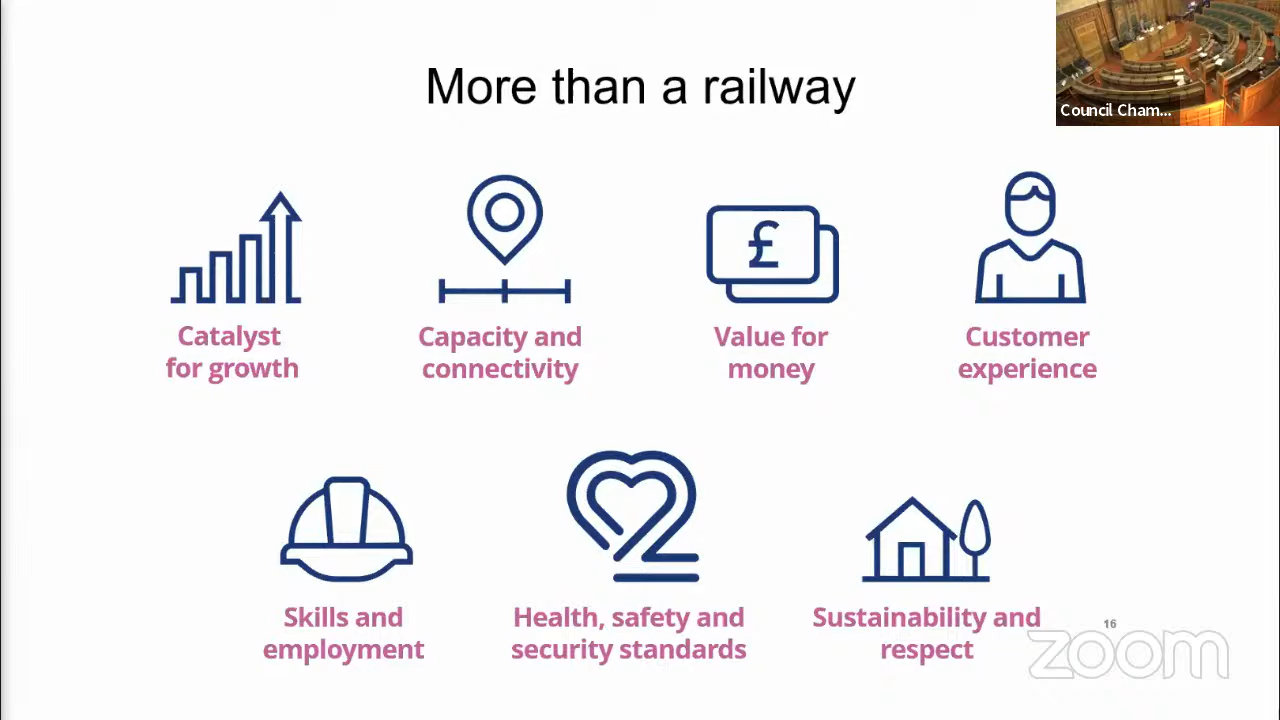 More than a railway
Council Cham...
£
Catalyst
for growth
Capacity and
connectivity
Value for
money
Customer
experience
Skills and
employment
Health, safety and
security standards
Sustainability and
respect
16
zoom